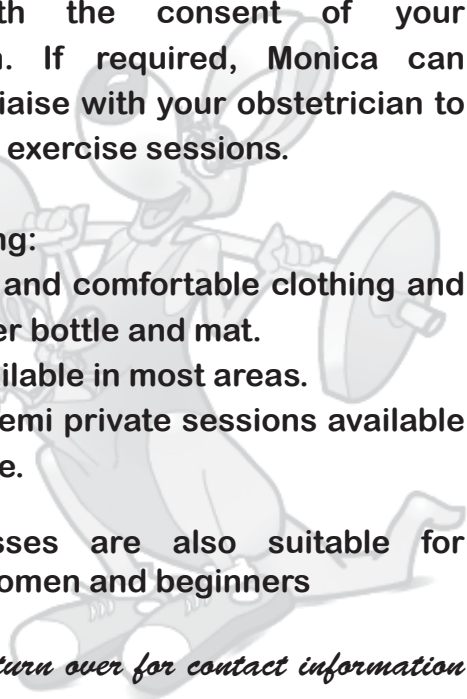 th the consent of your
n. If required, Monica can
iaise with your obstetrician to
exercise sessions.
ng:
and comfortable clothing and
er bottle and mat.
ilable in most areas.
emi private sessions available
e.
sses are also suitable for
omen and beginners
turn over for contact information